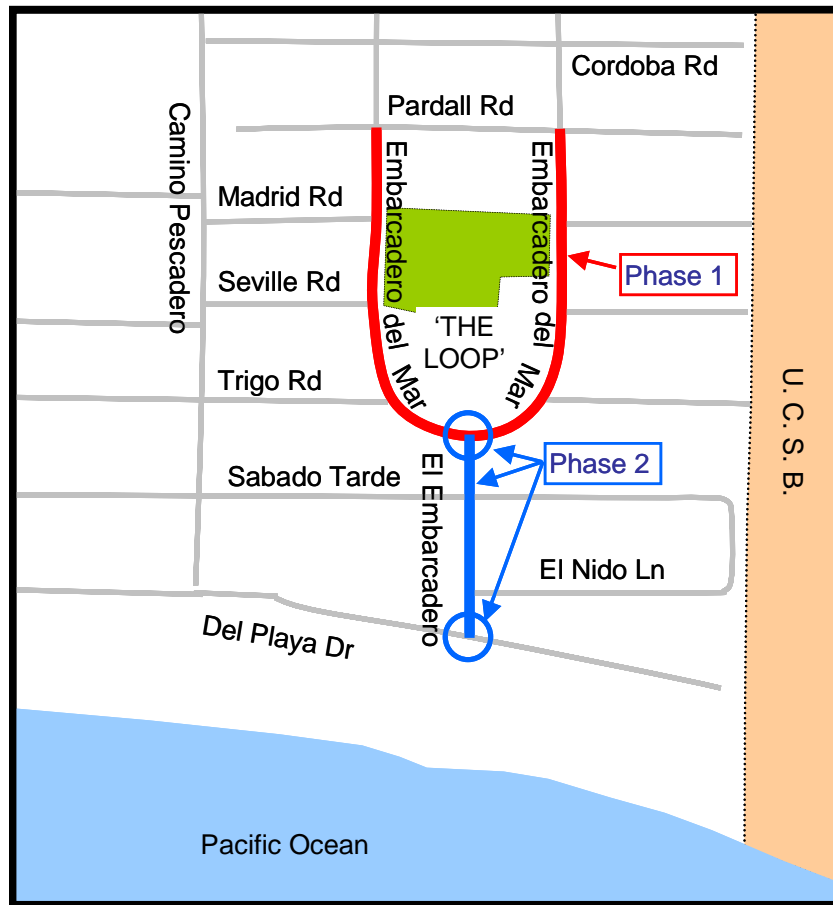 Cordoba Rd
Pardall Rd
Camino Pescadero
Embarcadero del Mar
Embarcadero del Mar
Madrid Rd
Phase 1
Seville Rd
'THE
LOOP'
Trigo Rd
U. C. S. B.
Phase 2
Sabado Tarde
El Embarcadero
El Nido Ln
Del Playa Dr
Pacific Ocean